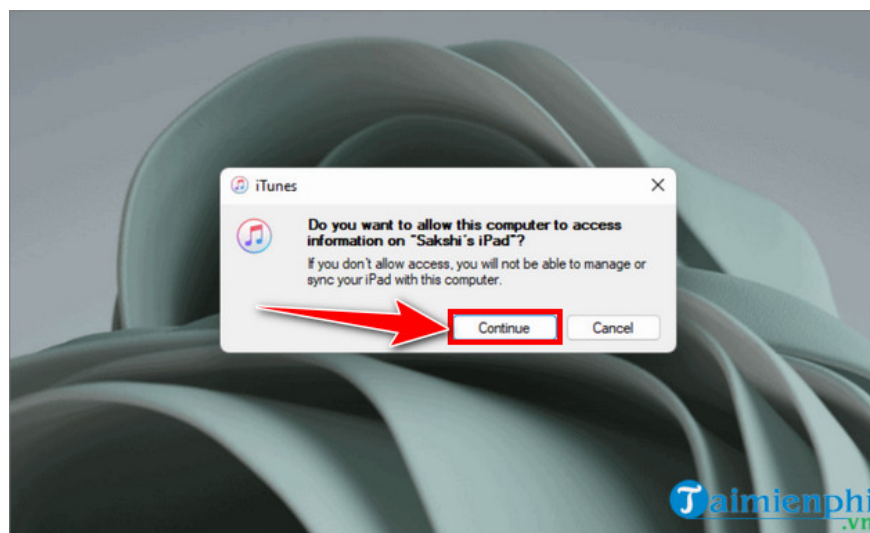 iTunes
Do you want to allow this computer to access
information on "Sakshi's iPad"?
If you don't allow access, you will not be able to manage or
sync your iPad with this computer.
Continue
Cancel
Taimienphi
.vn